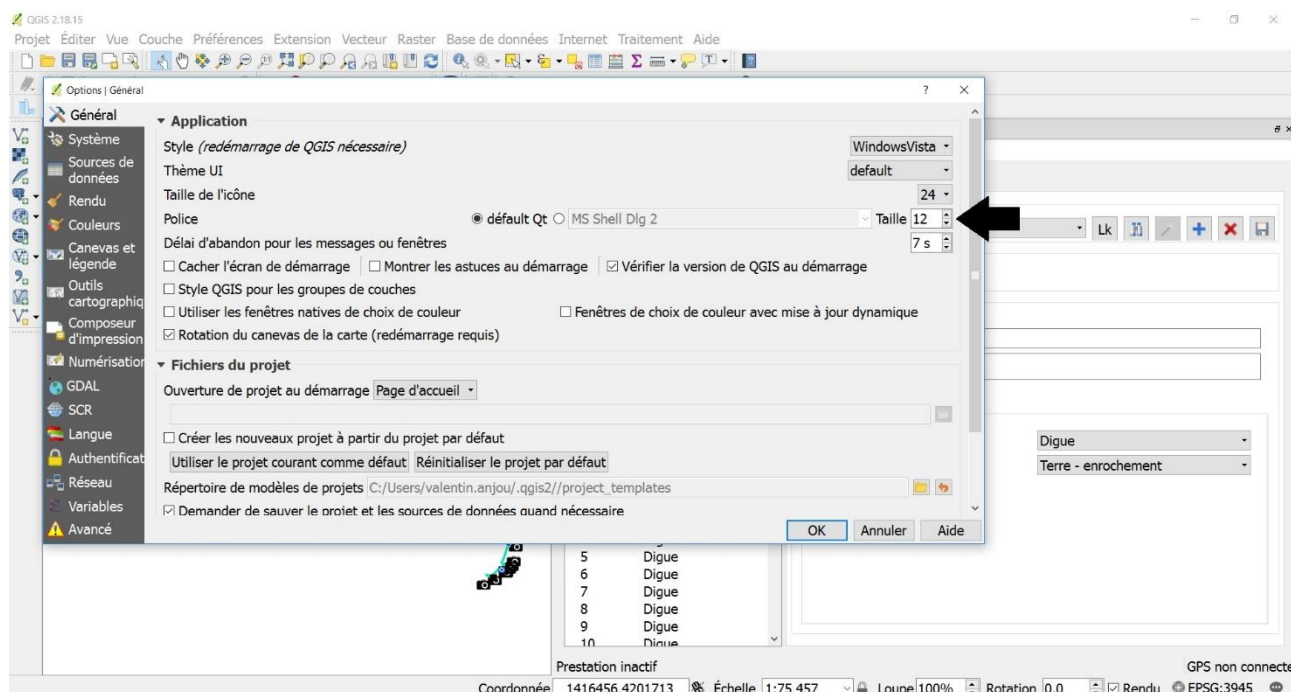 QGIS 2.18.15
Projet Éditer Vue Couche Préférences Extension Vecteur Raster Base de données Internet Traitement Aide
Options | Général
Général
Système
Sources de
données
Rendu
Couleurs
Canevas et
légende
Outils
cartographiq
Composeur
d'impression
Numérisation
GDAL
SCR
Langue
Authentificat
Réseau
Variables
Avancé
Application
Style (redémarrage de QGIS nécessaire) WindowsVista
Thème UI default
Taille de l'icône 24
Police défault Qt MS Shell Dlg 2 Taille 12
Délai d'abandon pour les messages ou fenêtres 7 s
Cacher l'écran de démarrage Montrer les astuces au démarrage Vérifier la version de QGIS au démarrage
Style QGIS pour les groupes de couches
Utiliser les fenêtres natives de choix de couleur Fenêtres de choix de couleur avec mise à jour dynamique
Rotation du canevas de la carte (redémarrage requis)
Fichiers du projet
Ouverture de projet au démarrage Page d'accueil
Créer les nouveaux projet à partir du projet par défaut
Utiliser le projet courant comme défaut Réinitialiser le projet par défaut
Répertoire de modèles de projets C:/Users/valentin.anjou/.qgis2//project_templates
Demander de sauver le projet et les sources de données quand nécessaire
OK Annuler Aide
Lk
Digue
Terre - enrochement
5 Digue
6 Digue
7 Digue
8 Digue
9 Digue
10 Digue
Prestation inactif GPS non connecte
Coordonnée 1416456,4201713 Échelle 1:75 457 Loupe 100% Rotation 0,0 Rendu EPSG:3945